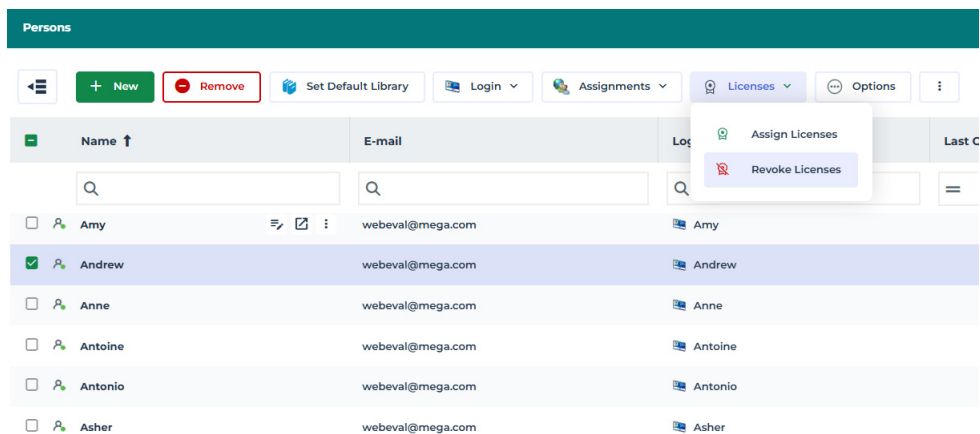 Persons
New Remove Set Default Library Login Assignments Licenses Options
Assign Licenses
Revoke Licenses
Name E-mail Log Last C
Amy webeval@mega.com Amy
Andrew webeval@mega.com Andrew
Anne webeval@mega.com Anne
Antoine webeval@mega.com Antoine
Antonio webeval@mega.com Antonio
Asher webeval@mega.com Asher